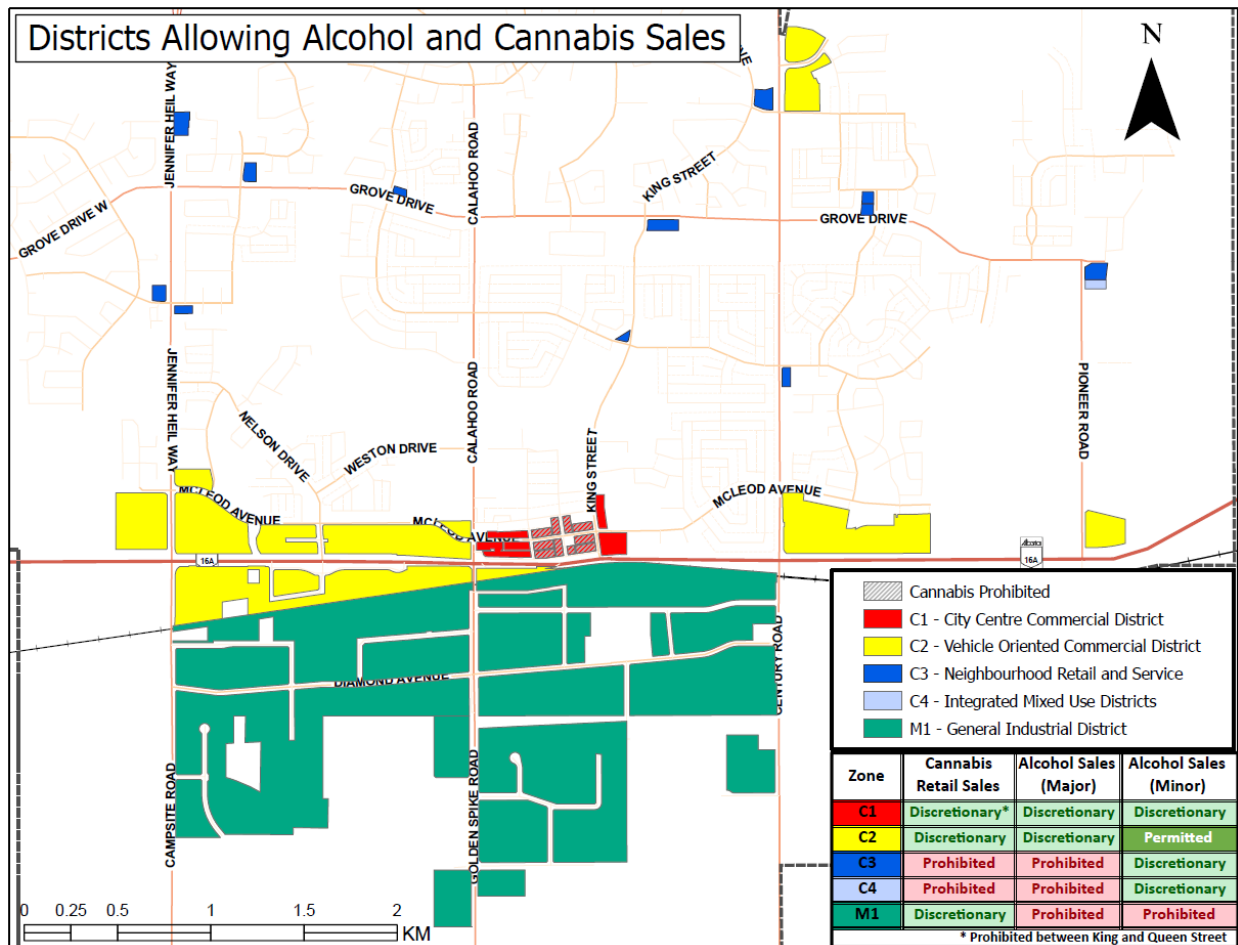 Districts Allowing Alcohol and Cannabis Sales
N
JENNIFER HEIL WAY
CALAHOO ROAD
KING STREET
GROVE DRIVE
GROVE DRIVE W
GROVE DRIVE
JENNIFER HEIL WAY
CALAHOO ROAD
PIONEER ROAD
NELSON DRIVE
WESTON DRIVE
KING STREET
MCLEOD AVENUE
MCLEOD AVENUE
MCLEOD AVENUE
16A
Alberta
16A
DIAMOND AVENUE
CENTURY ROAD
CAMPSITE ROAD
GOLDEN SPIKE ROAD
0 0.25 0.5 1 1.5 2
KM
Cannabis Prohibited
C1 - City Centre Commercial District
C2 - Vehicle Oriented Commercial District
C3 - Neighbourhood Retail and Service
C4 - Integrated Mixed Use Districts
M1 - General Industrial District
Zone Cannabis Retail Sales Alcohol Sales (Major) Alcohol Sales (Minor)
C1 Discretionary* Discretionary Discretionary
C2 Discretionary Discretionary Permitted
C3 Prohibited Prohibited Discretionary
C4 Prohibited Prohibited Discretionary
M1 Discretionary Prohibited Prohibited
* Prohibited between King and Queen Street